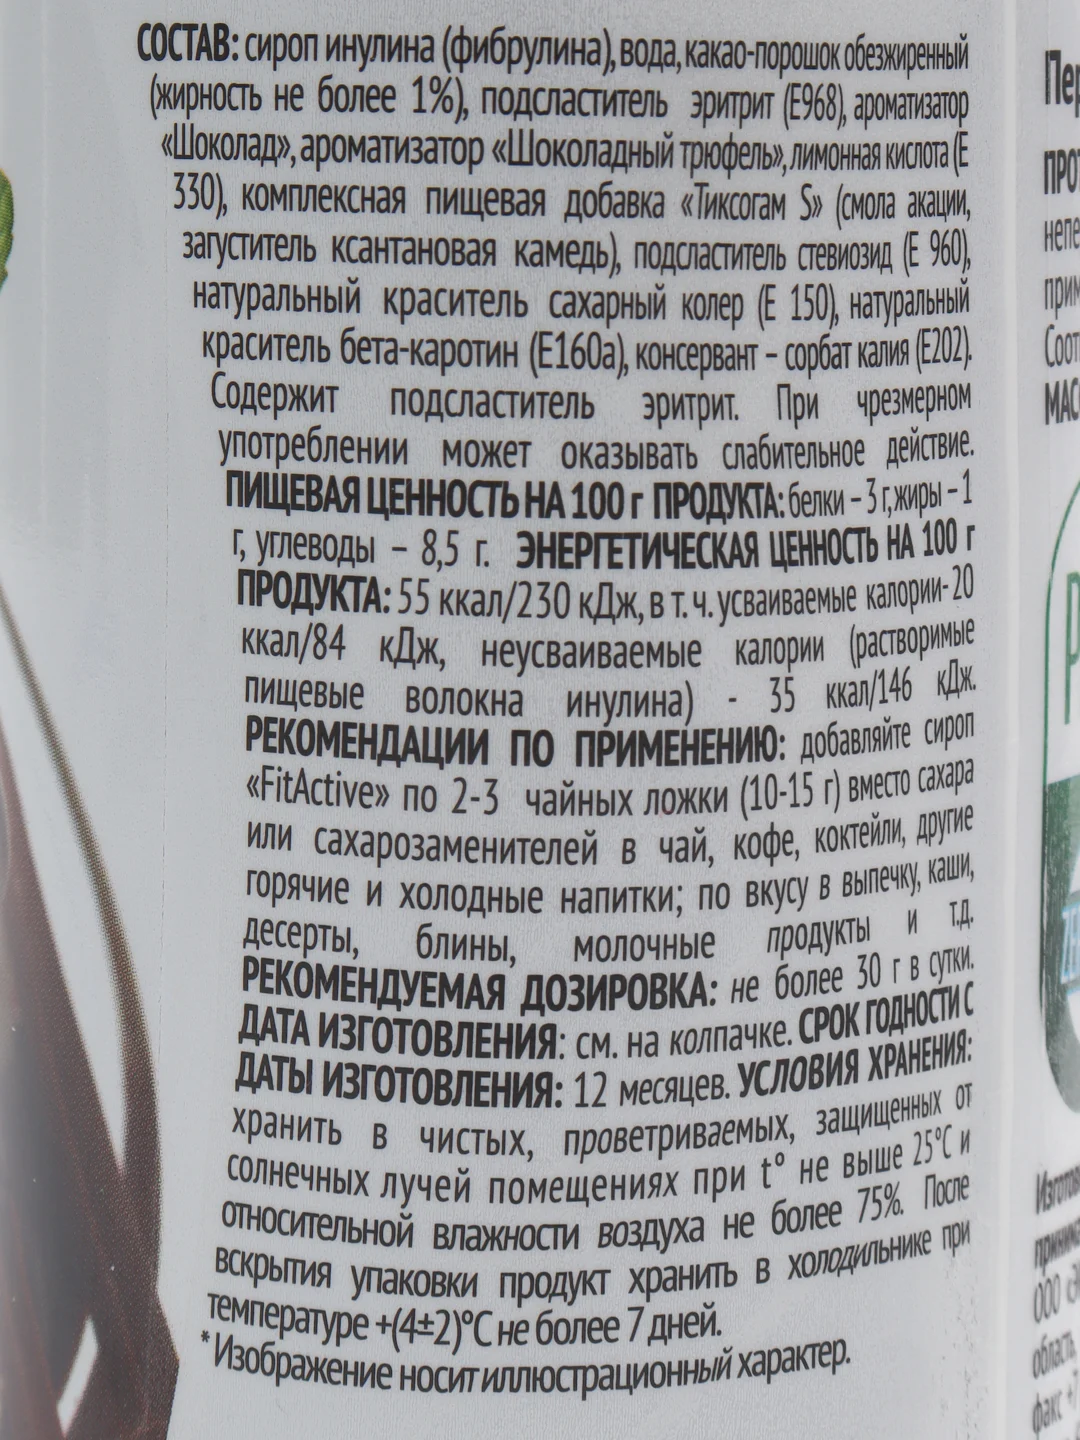 СОСТАВ: сироп инулина (фибрулина), вода, какао-порошок обезжиренный
(жирность не более 1%), подсластитель эритрит (Е968), ароматизатор
«Шоколад», ароматизатор «Шоколадный трюфель», лимонная кислота (Е
330), комплексная пищевая добавка «Тиксогам S» (смола акации,
загуститель ксантановая камедь), подсластитель стевиозид (Е 960),
натуральный краситель сахарный колер (Е 150), натуральный
краситель бета-каротин (Е160а), консервант – сорбат калия (Е202).
Содержит подсластитель эритрит. При чрезмерном
употреблении может оказывать слабительное действие.
ПИЩЕВАЯ ЦЕННОСТЬ НА 100 г ПРОДУКТА: белки – 3 г, жиры – 1
г, углеводы – 8,5 г. ЭНЕРГЕТИЧЕСКАЯ ЦЕННОСТЬ НА 100 г
ПРОДУКТА: 55 ккал/230 кДж, в т. ч. усваиваемые калории- 20
ккал/84 кДж, неусваиваемые калории (растворимые
пищевые волокна инулина) - 35 ккал/146 кДж.
РЕКОМЕНДАЦИИ ПО ПРИМЕНЕНИЮ: добавляйте сироп
«FitActive» по 2-3 чайных ложки (10-15 г) вместо сахара
или сахарозаменителей в чай, кофе, коктейли, другие
горячие и холодные напитки; по вкусу в выпечку, каши,
десерты, блины, молочные продукты и т.д.
РЕКОМЕНДУЕМАЯ ДОЗИРОВКА: не более 30 г в сутки.
ДАТА ИЗГОТОВЛЕНИЯ: см. на колпачке. СРОК ГОДНОСТИ С
ДАТЫ ИЗГОТОВЛЕНИЯ: 12 месяцев. УСЛОВИЯ ХРАНЕНИЯ:
хранить в чистых, проветриваемых, защищенных от
солнечных лучей помещениях при t° не выше 25°С и
относительной влажности воздуха не более 75%. После
вскрытия упаковки продукт хранить в холодильнике при
температуре +(4±2)°С не более 7 дней.
*Изображение носит иллюстрационный характер.
ООО
факс +7